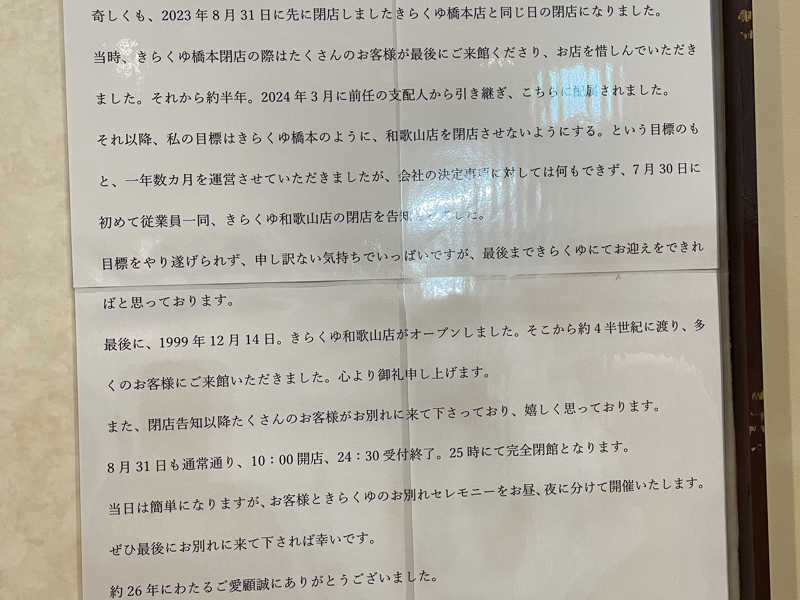 奇しくも、2023年8月31日に先に閉店しましたきらくゆ橋本店と同じ日の閉店になりました。
当時、きらくゆ橋本閉店の際はたくさんのお客様が最後にご来館くださり、お店を惜しんでいただき
ました。それから約半年。2024年3月に前任の支配人から引き継ぎ、こちらに配属されました。
それ以降、私の目標はきらくゆ橋本のように、和歌山店を閉店させないようにする。という目標のも
と、一年数カ月を運営させていただきましたが、会社の決定事項に対しては何もできず、7月30日に
初めて従業員一同、きらくゆ和歌山店の閉店を告知
した。
目標をやり遂げられず、申し訳ない気持ちでいっぱいですが、最後まできらくゆにてお迎えをできれ
ばと思っております。
最後に、1999年12月14日。きらくゆ和歌山店がオープンしました。そこから約4半世紀に渡り、多
くのお客様にご来館いただきました。心より御礼申し上げます。
また、閉店告知以降たくさんのお客様がお別れに来て下さっており、嬉しく思っております。
8月31日も通常通り、10：00開店、24：30受付終了。25時にて完全閉館となります。
当日は簡単になりますが、お客様ときらくゆのお別れセレモニーをお昼、夜に分けて開催いたします。
ぜひ最後にお別れに来て下されば幸いです。
約26年にわたるご愛顧誠にありがとうございました。